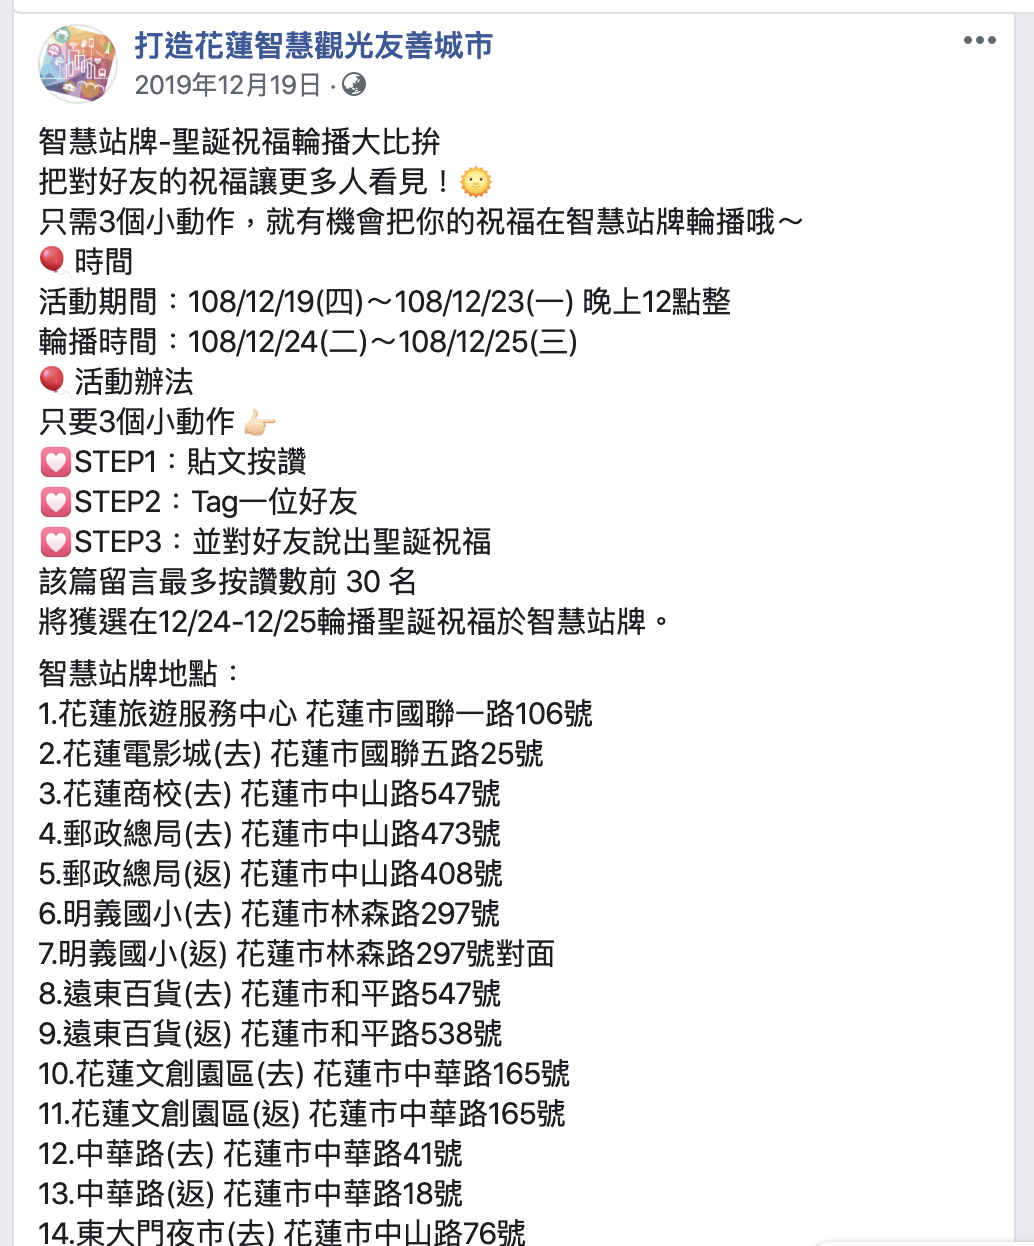 打造花蓮智慧觀光友善城市
2019年12月19日 ·
智慧站牌-聖誕祝福輪播大比拚
把對好友的祝福讓更多人看見！🌞
只需3個小動作，就有機會把你的祝福在智慧站牌輪播哦～
🎈時間
活動期間：108/12/19(四)～108/12/23(一) 晚上12點整
輪播時間：108/12/24(二)～108/12/25(三)
🎈活動辦法
只要3個小動作 👉🏻
💟STEP1：貼文按讚
💟STEP2：Tag一位好友
💟STEP3：並對好友說出聖誕祝福
該篇留言最多按讚數前 30 名
將獲選在12/24-12/25輪播聖誕祝福於智慧站牌。
智慧站牌地點：
1.花蓮旅遊服務中心 花蓮市國聯一路106號
2.花蓮電影城(去) 花蓮市國聯五路25號
3.花蓮商校(去) 花蓮市中山路547號
4.郵政總局(去) 花蓮市中山路473號
5.郵政總局(返) 花蓮市中山路408號
6.明義國小(去) 花蓮市林森路297號
7.明義國小(返) 花蓮市林森路297號對面
8.遠東百貨(去) 花蓮市和平路547號
9.遠東百貨(返) 花蓮市和平路538號
10.花蓮文創園區(去) 花蓮市中華路165號
11.花蓮文創園區(返) 花蓮市中華路165號
12.中華路(去) 花蓮市中華路41號
13.中華路(返) 花蓮市中華路18號
14.東大門夜市(去) 花蓮市中山路76號